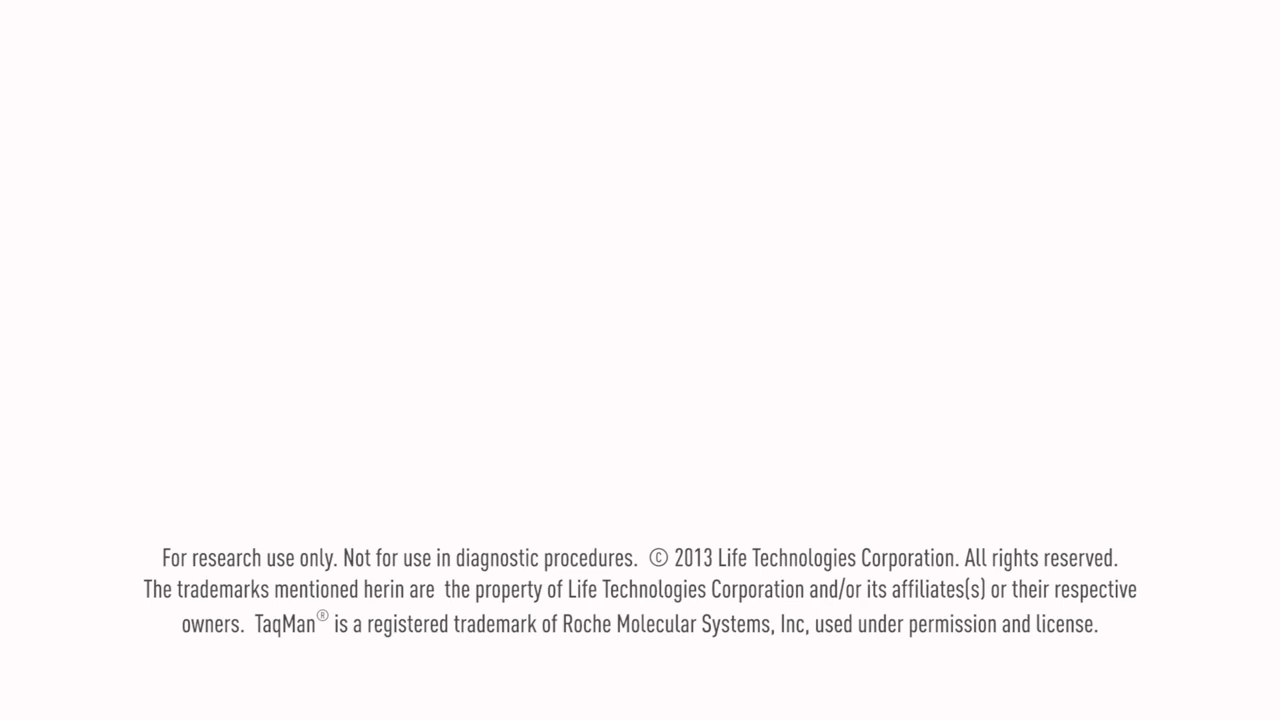 For research use only. Not for use in diagnostic procedures.  © 2013 Life Technologies Corporation. All rights reserved.
The trademarks mentioned herin are  the property of Life Technologies Corporation and/or its affiliates(s) or their respective
owners.  TaqMan® is a registered trademark of Roche Molecular Systems, Inc, used under permission and license.